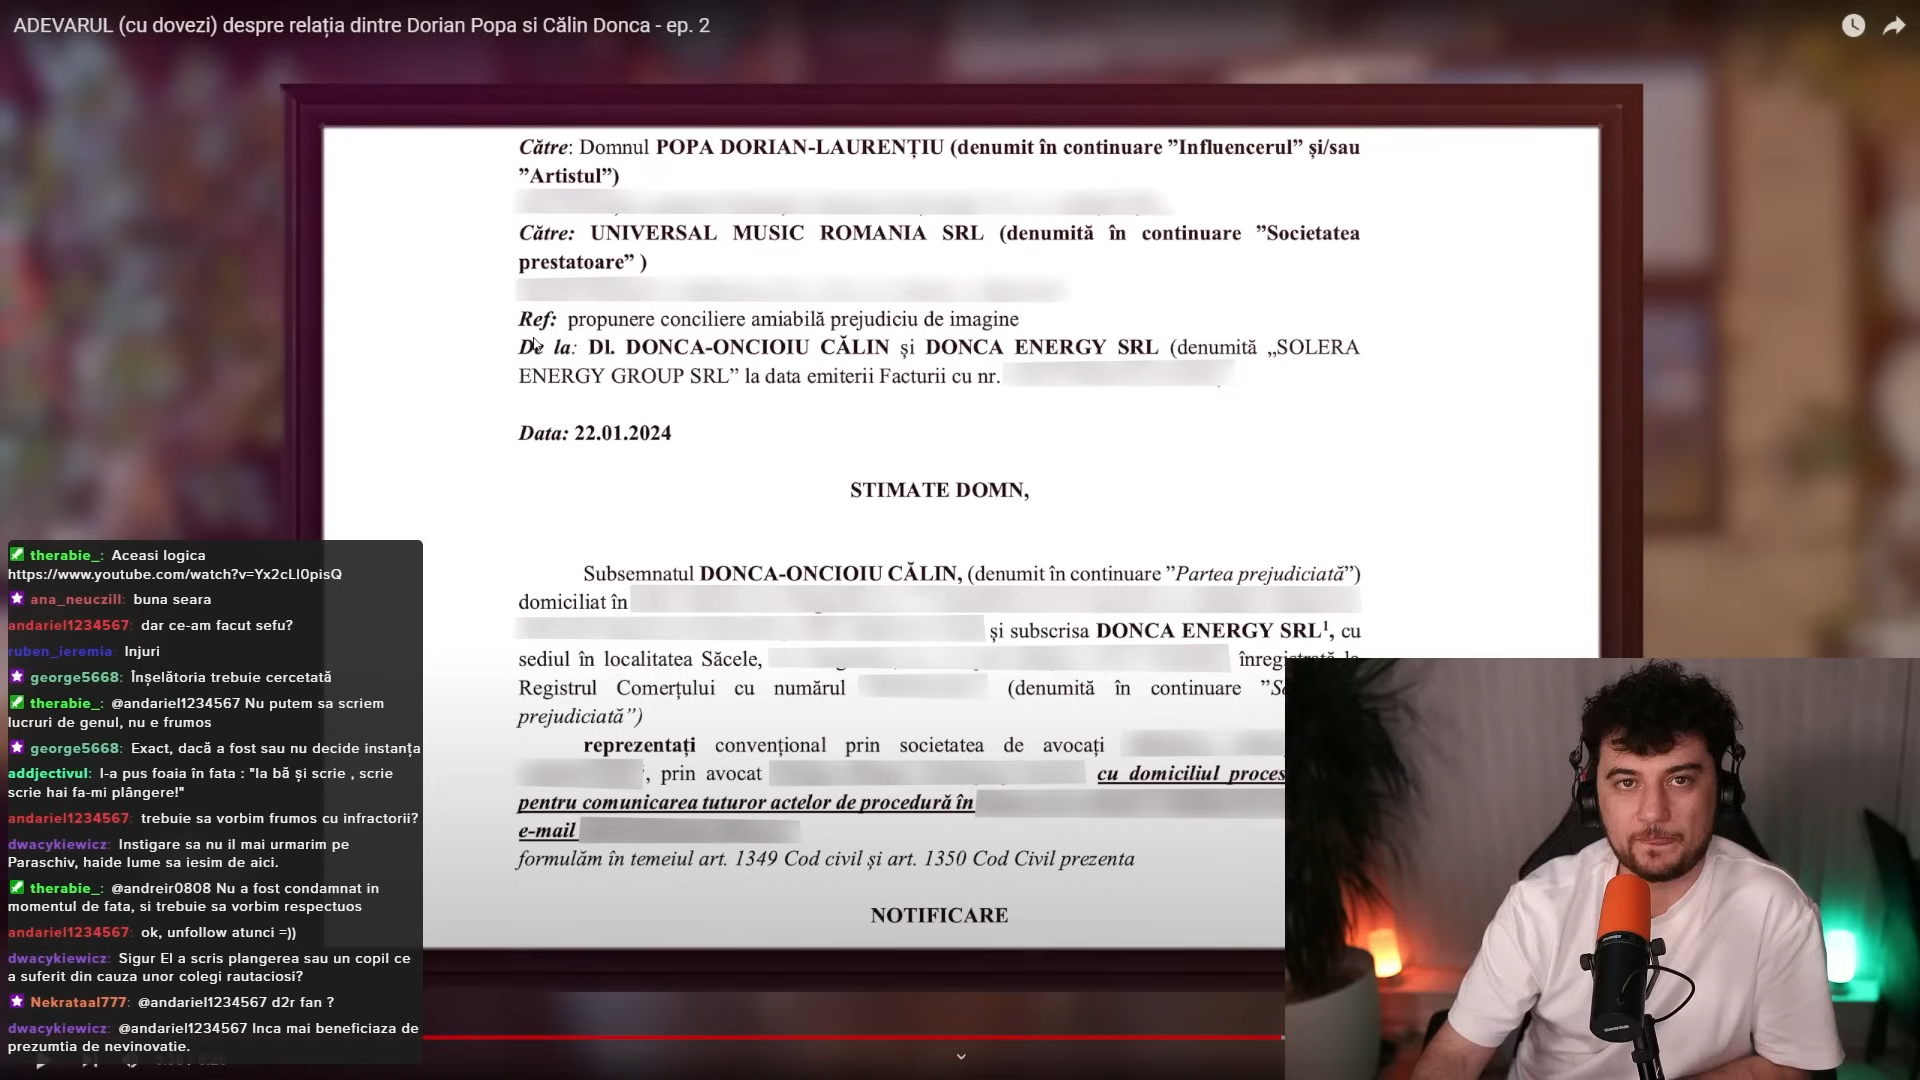 ADEVARUL (cu dovezi) despre relația dintre Dorian Popa si Călin Donca - ep. 2
Către: Domnul POPA DORIAN-LAURENȚIU (denumit în continuare ”Influencerul” și/sau
”Artistul”)
Către: UNIVERSAL MUSIC ROMANIA SRL (denumită în continuare ”Societatea
prestatoare” )
Ref: propunere conciliere amiabilă prejudiciu de imagine
De la: Dl. DONCA-ONCIOIU CĂLIN și DONCA ENERGY SRL (denumită „SOLERA
ENERGY GROUP SRL” la data emiterii Facturii cu nr.
Data: 22.01.2024
STIMATE DOMN,
Subsemnatul DONCA-ONCIOIU CĂLIN, (denumit în continuare ”Partea prejudiciată”)
domiciliat în
și subscrisa DONCA ENERGY SRL¹, cu
sediul în localitatea Săcele, înregistrată la
Registrul Comerțului cu numărul (denumită în continuare
prejudiciată”)
reprezentați convențional prin societatea de avocați
, prin avocat cu domiciliul proces
pentru comunicarea tuturor actelor de procedură în
e-mail
formulăm în temeiul art. 1349 Cod civil și art. 1350 Cod Civil prezenta
NOTIFICARE
therabie_: Aceasi logica
https://www.youtube.com/watch?v=Yx2cLl0pisQ
ana_neuczill: buna seara
andariel1234567: dar ce-am facut sefu?
ruben_ieremia: Injuri
george5668: Înșelătoria trebuie cercetată
therabie_: @andariel1234567 Nu putem sa scriem
lucruri de genul, nu e frumos
george5668: Exact, dacă a fost sau nu decide instanța
addjectivul: I-a pus foaia în fata : "Ia bă și scrie , scrie
scrie hai fa-mi plângere!"
andariel1234567: trebuie sa vorbim frumos cu infractorii?
dwacykiewicz: Instigare sa nu il mai urmarim pe
Paraschiv, haide lume sa iesim de aici.
therabie_: @andreir0808 Nu a fost condamnat in
momentul de fata, si trebuie sa vorbim respectuos
andariel1234567: ok, unfollow atunci =))
dwacykiewicz: Sigur El a scris plangerea sau un copil ce
a suferit din cauza unor colegi rautaciosi?
Nekrataal777: @andariel1234567 d2r fan ?
dwacykiewicz: @andariel1234567 Inca mai beneficiaza de
prezumtia de nevinovatie.